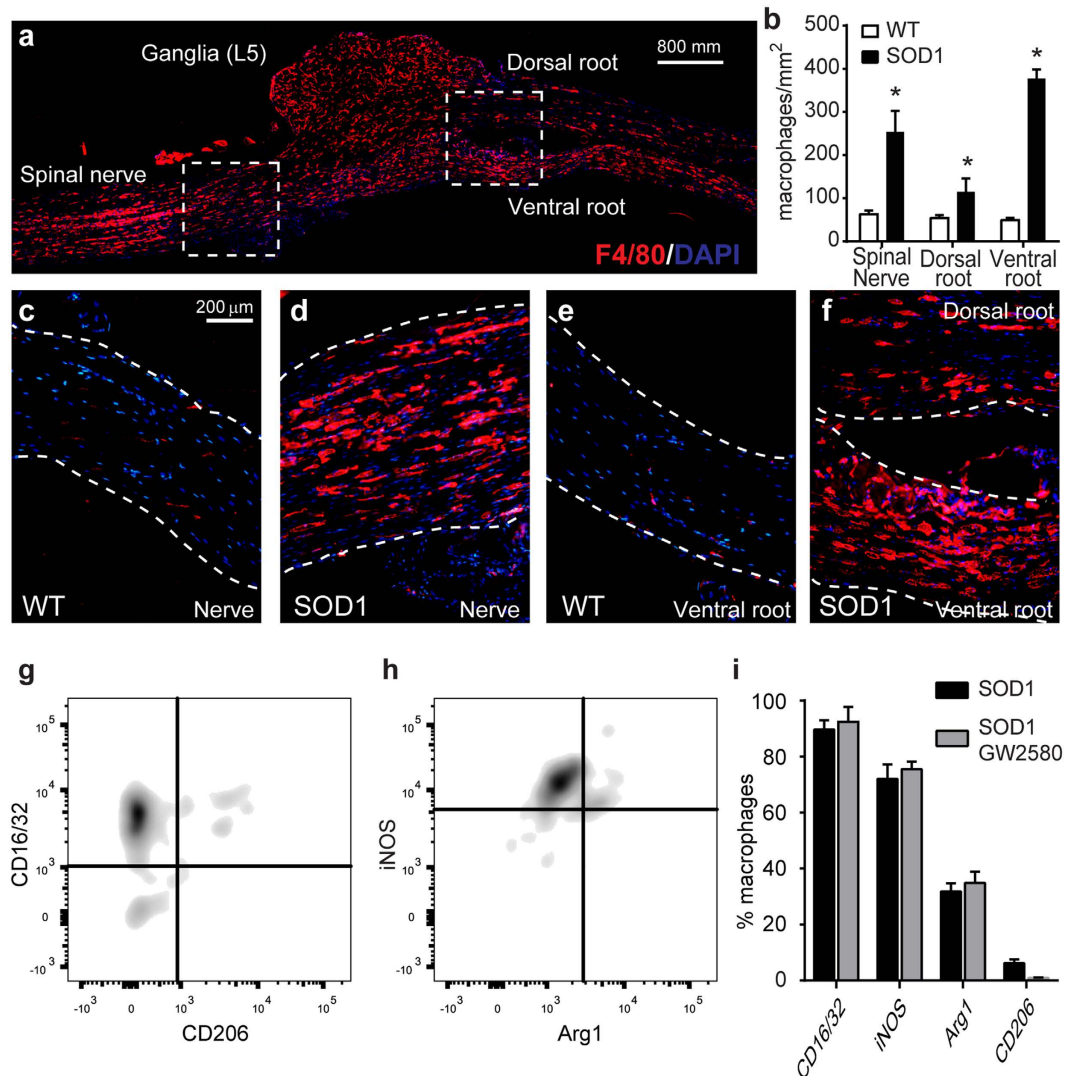 a
Ganglia (L5)
800 mm
Dorsal root
Spinal nerve
Ventral root
F4/80/DAPI
b
WT
SOD1
macrophages/mm2
500
400
300
200
100
0
*
*
*
Spinal Nerve
Dorsal root
Ventral root
c
200 µm
WT
Nerve
d
SOD1
Nerve
e
WT
Ventral root
f
Dorsal root
SOD1
Ventral root
g
CD16/32
10^5
10^4
10^3
0
-10^3
-10^3
0
10^3
10^4
10^5
CD206
h
iNOS
10^5
10^4
10^3
0
-10^3
-10^3
0
10^3
10^4
10^5
Arg1
i
SOD1
SOD1
GW2580
% macrophages
100
80
60
40
20
0
CD16/32
iNOS
Arg1
CD206